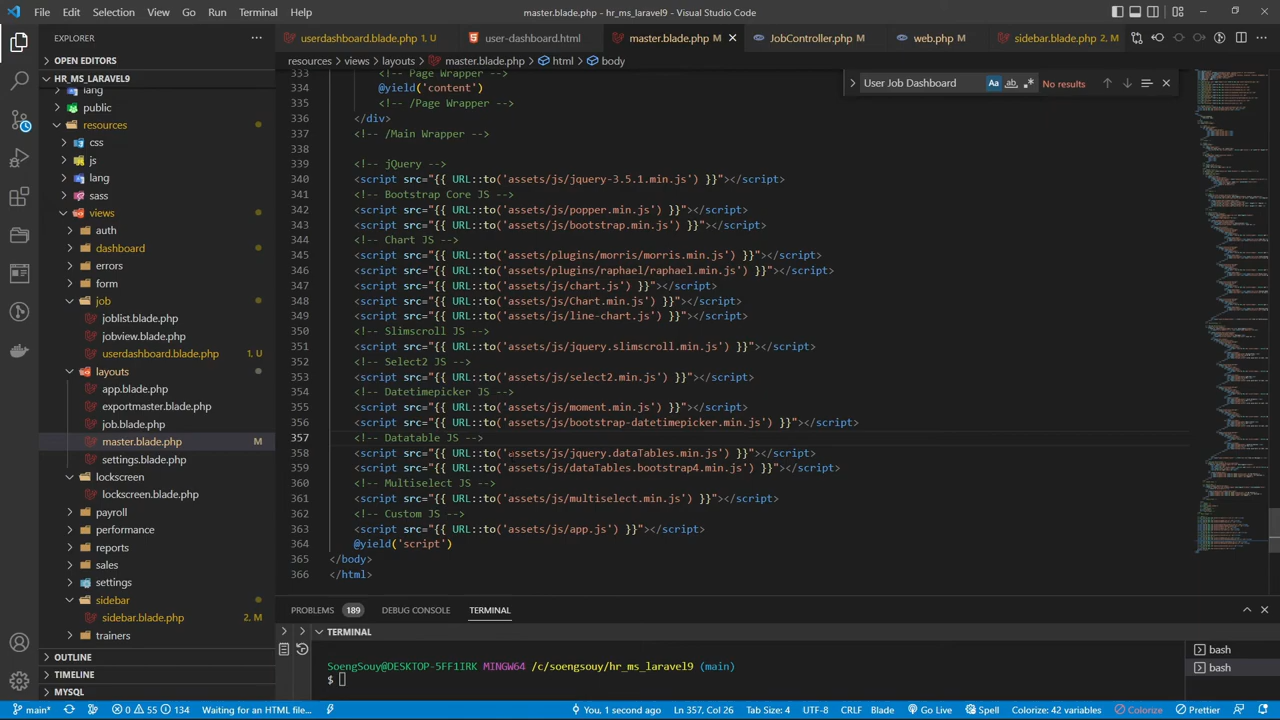 File Edit Selection View Go Run Terminal Help
master.blade.php - hr_ms_laravel9 - Visual Studio Code
EXPLORER
OPEN EDITORS
HR_MS_LARAVEL9
lang
public
resources
css
js
lang
sass
views
auth
dashboard
errors
form
job
joblist.blade.php
jobview.blade.php
userdashboard.blade.php 1, U
layouts
app.blade.php
exportmaster.blade.php
job.blade.php
master.blade.php M
settings.blade.php
lockscreen
lockscreen.blade.php
payroll
performance
reports
sales
settings
sidebar
sidebar.blade.php 2, M
trainers
OUTLINE
TIMELINE
MYSQL
userdashboard.blade.php 1, U
user-dashboard.html
master.blade.php M
JobController.php M
web.php M
sidebar.blade.php 2, M
resources > views > layouts > master.blade.php > html > body
User Job Dashboard
Aa ab No results
333 <!-- Page Wrapper -->
334 @yield('content')
335 <!-- /Page Wrapper -->
336 </div>
337 <!-- /Main Wrapper -->
338
339 <!-- jQuery -->
340 <script src="{{ URL::to('assets/js/jquery-3.5.1.min.js') }}"></script>
341 <!-- Bootstrap Core JS -->
342 <script src="{{ URL::to('assets/js/popper.min.js') }}"></script>
343 <script src="{{ URL::to('assets/js/bootstrap.min.js') }}"></script>
344 <!-- Chart JS -->
345 <script src="{{ URL::to('assets/plugins/morris/morris.min.js') }}"></script>
346 <script src="{{ URL::to('assets/plugins/raphael/raphael.min.js') }}"></script>
347 <script src="{{ URL::to('assets/js/chart.js') }}"></script>
348 <script src="{{ URL::to('assets/js/Chart.min.js') }}"></script>
349 <script src="{{ URL::to('assets/js/line-chart.js') }}"></script>
350 <!-- Slimscroll JS -->
351 <script src="{{ URL::to('assets/js/jquery.slimscroll.min.js') }}"></script>
352 <!-- Select2 JS -->
353 <script src="{{ URL::to('assets/js/select2.min.js') }}"></script>
354 <!-- Datetimepicker JS -->
355 <script src="{{ URL::to('assets/js/moment.min.js') }}"></script>
356 <script src="{{ URL::to('assets/js/bootstrap-datetimepicker.min.js') }}"></script>
357 <!-- Datatable JS -->
358 <script src="{{ URL::to('assets/js/jquery.dataTables.min.js') }}"></script>
359 <script src="{{ URL::to('assets/js/dataTables.bootstrap4.min.js') }}"></script>
360 <!-- Multiselect JS -->
361 <script src="{{ URL::to('assets/js/multiselect.min.js') }}"></script>
362 <!-- Custom JS -->
363 <script src="{{ URL::to('assets/js/app.js') }}"></script>
364 @yield('script')
365 </body>
366 </html>
PROBLEMS 189 DEBUG CONSOLE TERMINAL
TERMINAL
SoengSouy@DESKTOP-5FF1IRK MINGW64 /c/soengsouy/hr_ms_laravel9 (main)
$
bash
bash
main* 0 55 134 Waiting for an HTML file... You, 1 second ago Ln 357, Col 26 Tab Size: 4 UTF-8 CRLF Blade Go Live Spell Colorize: 42 variables Colorize Prettier